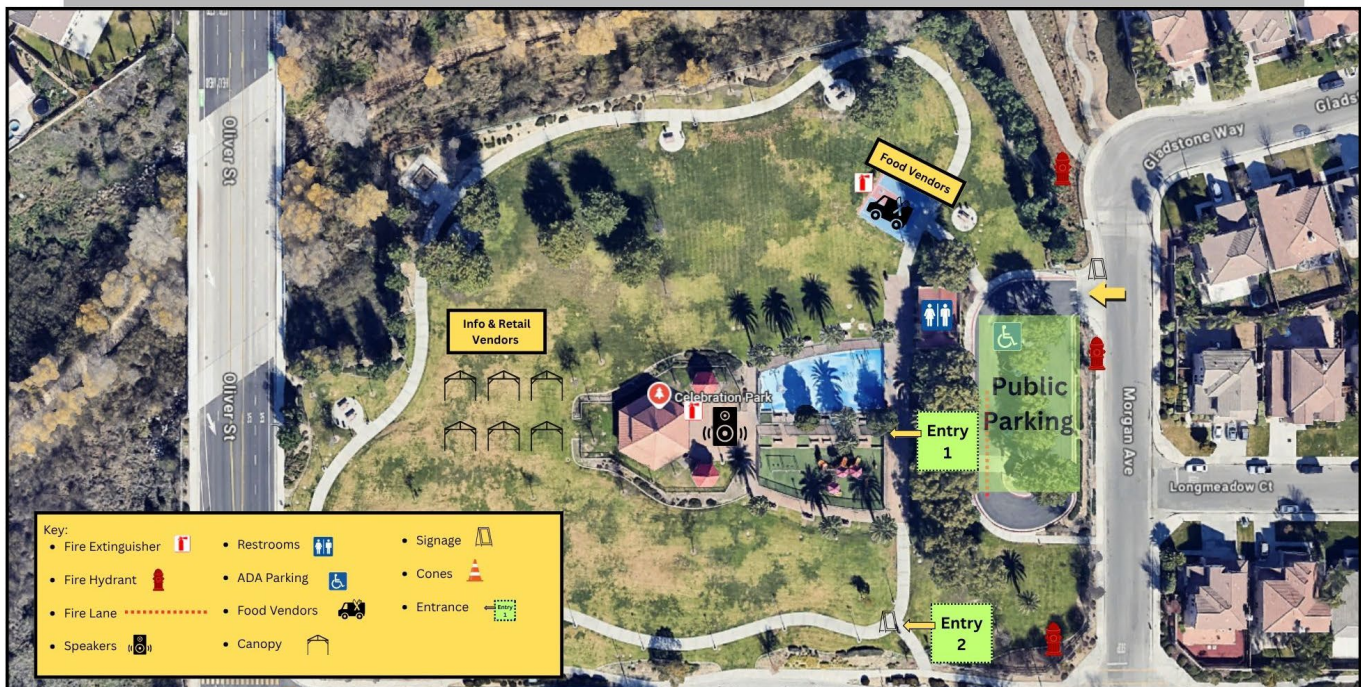 Oliver St
Gladstone Way
Food Vendors
Info & Retail
Vendors
Celebration Park
Public
Parking
Entry
1
Oliver St
Morgan Ave
Longmeadow Ct
Key:
Fire Extinguisher
Fire Hydrant
Fire Lane
Speakers
Restrooms
ADA Parking
Food Vendors
Canopy
Signage
Cones
Entrance
Entry
1
Entry
2